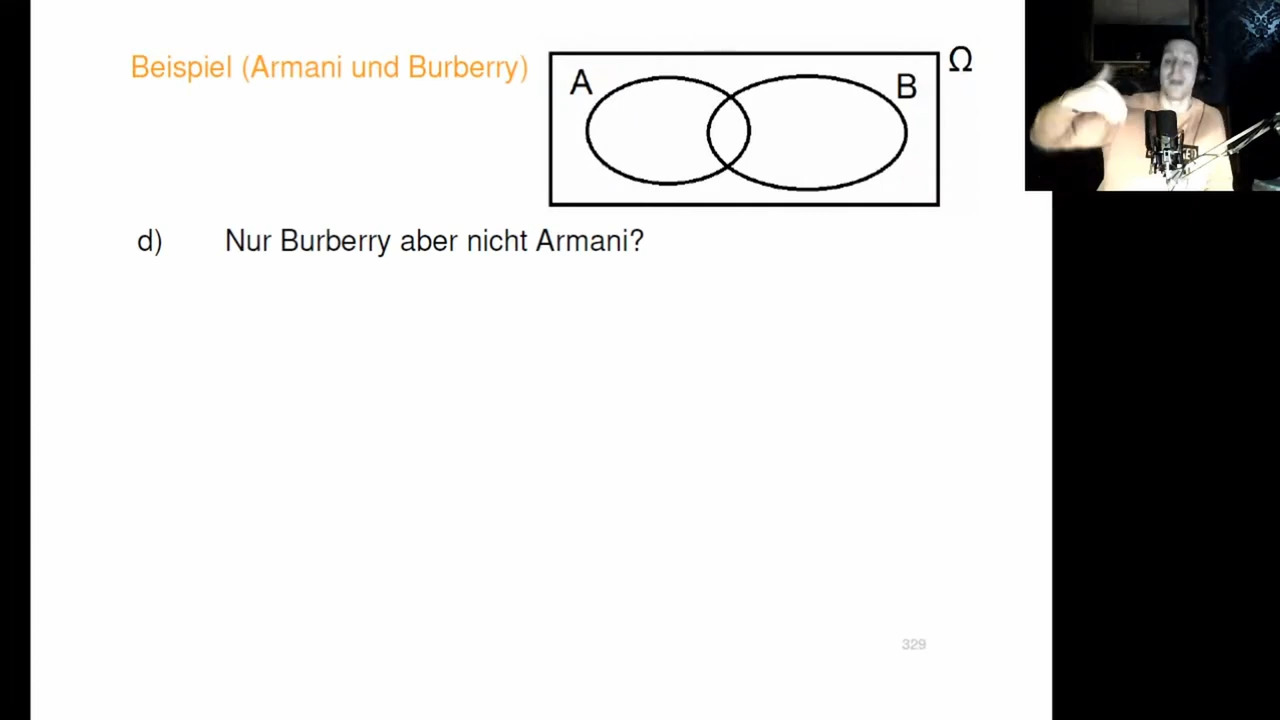 Beispiel (Armani und Burberry)
A
B
Ω
d) Nur Burberry aber nicht Armani?
329